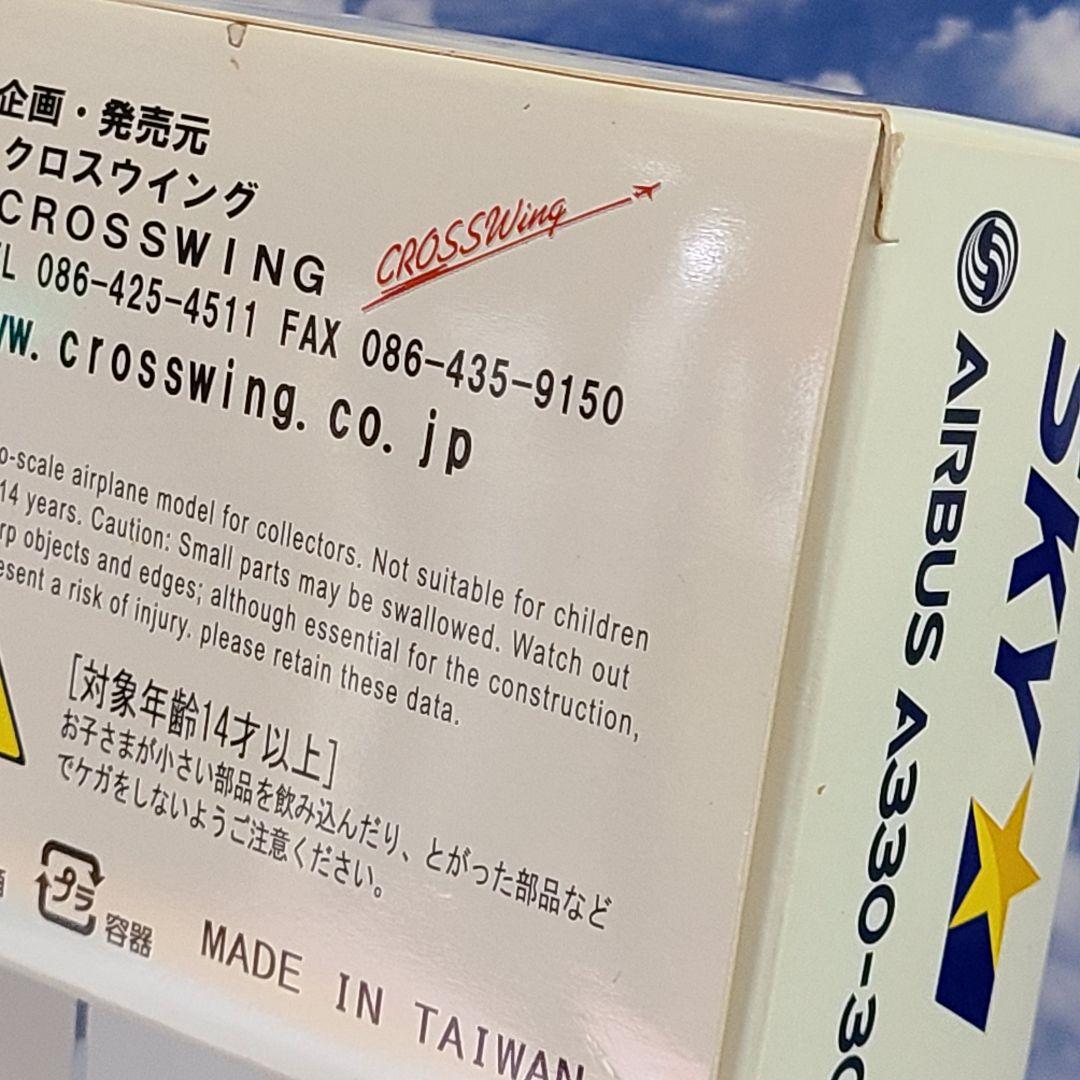 企画・発売元
クロスウイング
CROSSWING
CROSSWing
086-425-4511 FAX 086-435-9150
crosswing.co.jp
o-scale airplane model for collectors. Not suitable for children
14 years. Caution: Small parts may be swallowed. Watch out
rp objects and edges; although essential for the construction,
esent a risk of injury. please retain these data.
[対象年齢14才以上]
お子さまが小さい部品を飲み込んだり、とがった部品など
でケガをしないようご注意ください。
プラ
容器
MADE IN TAIWAN
AIRBUS A330-30
SKY